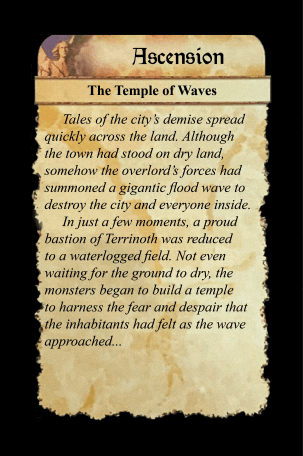 Ascension
The Temple of Waves
Tales of the city's demise spread
quickly across the land. Although
the town had stood on dry land,
somehow the overlord's forces had
summoned a gigantic flood wave to
destroy the city and everyone inside.
In just a few moments, a proud
bastion of Terrinoth was reduced
to a waterlogged field. Not even
waiting for the ground to dry, the
monsters began to build a temple
to harness the fear and despair that
the inhabitants had felt as the wave
approached...